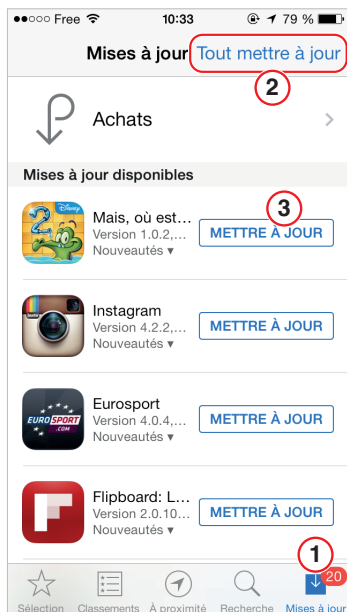 Free 10:33 79 %
Mises à jour Tout mettre à jour
2
Achats
Mises à jour disponibles
Disney
2
Mais, où est…
Version 1.0.2,…
Nouveautés ▾
3
METTRE À JOUR
Instagram
Version 4.2.2,…
Nouveautés ▾
METTRE À JOUR
EUROSPORT
.COM
Eurosport
Version 4.0.4,…
Nouveautés ▾
METTRE À JOUR
Flipboard: L…
Version 2.0.10…
Nouveautés ▾
METTRE À JOUR
1
20
Sélection Classements À proximité Recherche Mises à jour